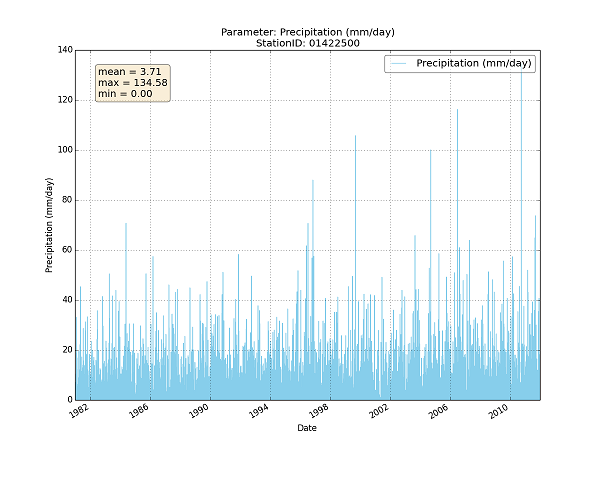 Parameter: Precipitation (mm/day)
StationID: 01422500
140
120
100
80
60
40
20
0
Precipitation (mm/day)
mean = 3.71
max = 134.58
min = 0.00
Precipitation (mm/day)
1982
1986
1990
1994
1998
2002
2006
2010
Date